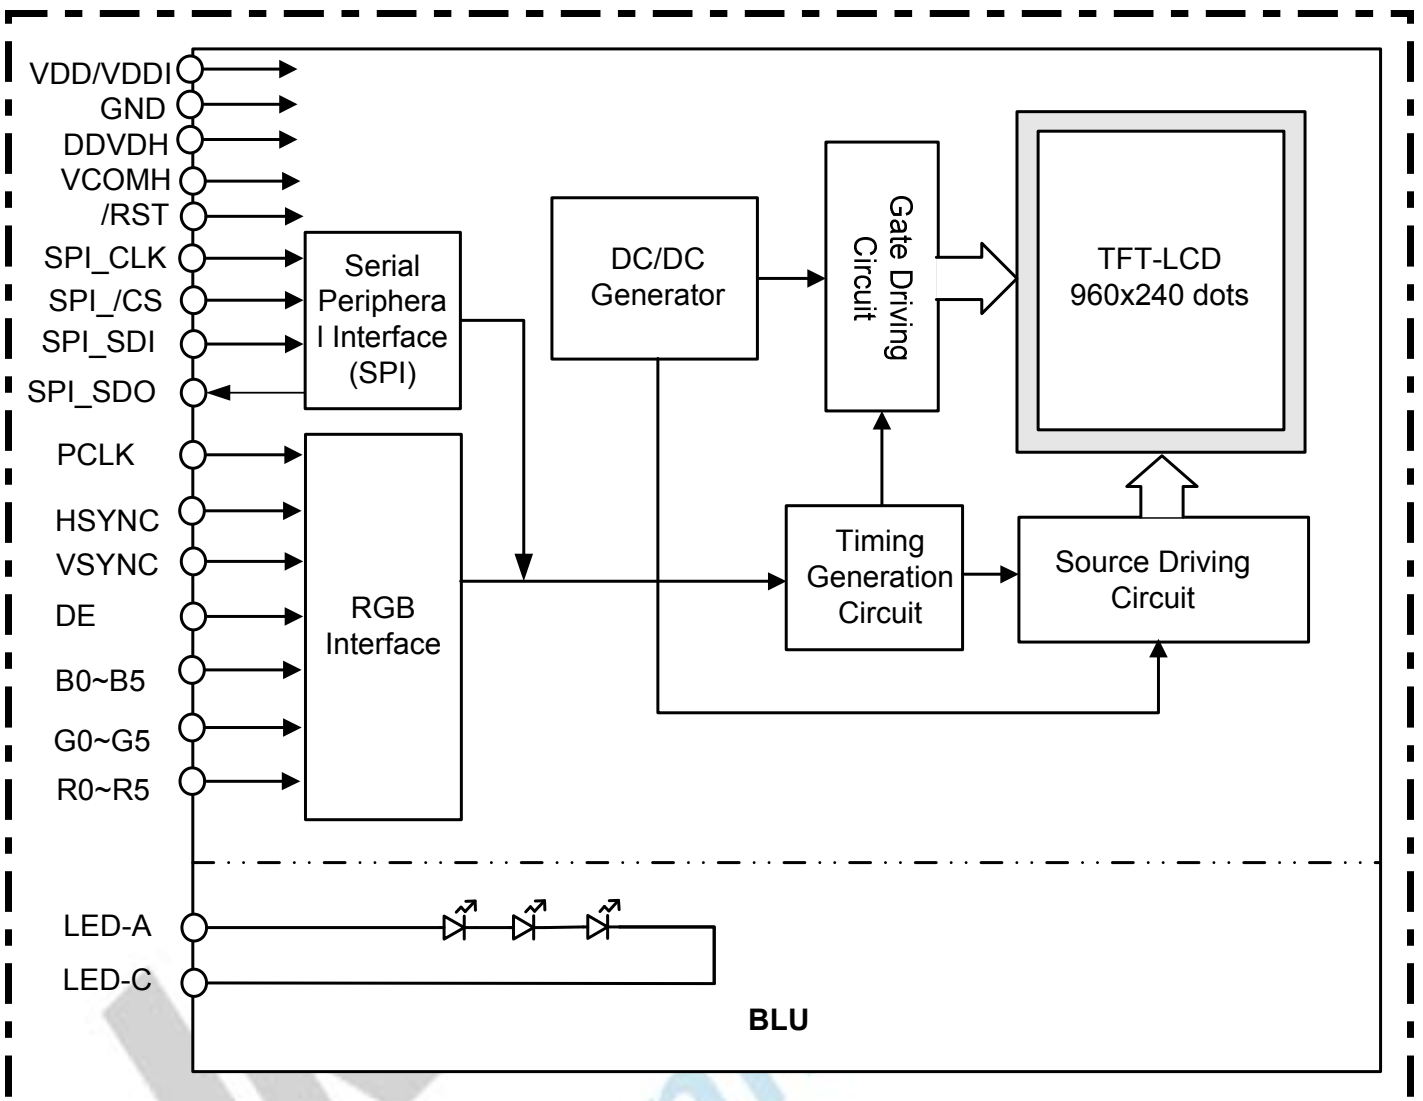 VDD/VDDI
GND
DDVDH
VCOMH
/RST
SPI_CLK
SPI_/CS
SPI_SDI
SPI_SDO
PCLK
HSYNC
VSYNC
DE
B0~B5
G0~G5
R0~R5
LED-A
LED-C
Serial
Periphera
l Interface
(SPI)
RGB
Interface
DC/DC
Generator
Gate Driving
Circuit
TFT-LCD
960x240 dots
Timing
Generation
Circuit
Source Driving
Circuit
BLU